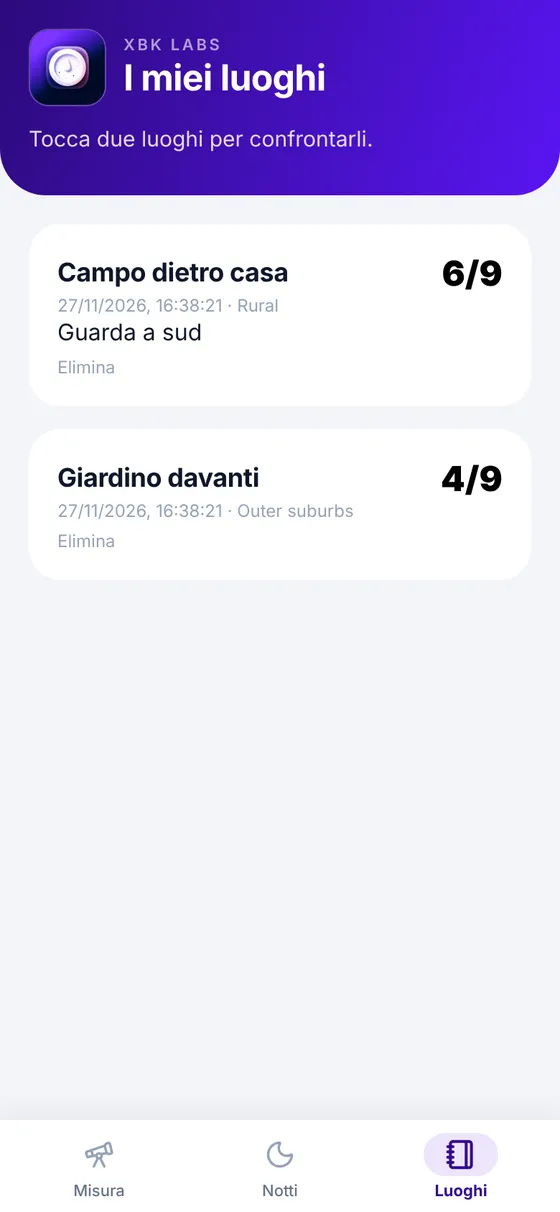 XBK LABS
I miei luoghi
Tocca due luoghi per confrontarli.
Campo dietro casa
6/9
27/11/2026, 16:38:21 · Rural
Guarda a sud
Elimina
Giardino davanti
4/9
27/11/2026, 16:38:21 · Outer suburbs
Elimina
Misura
Notti
Luoghi